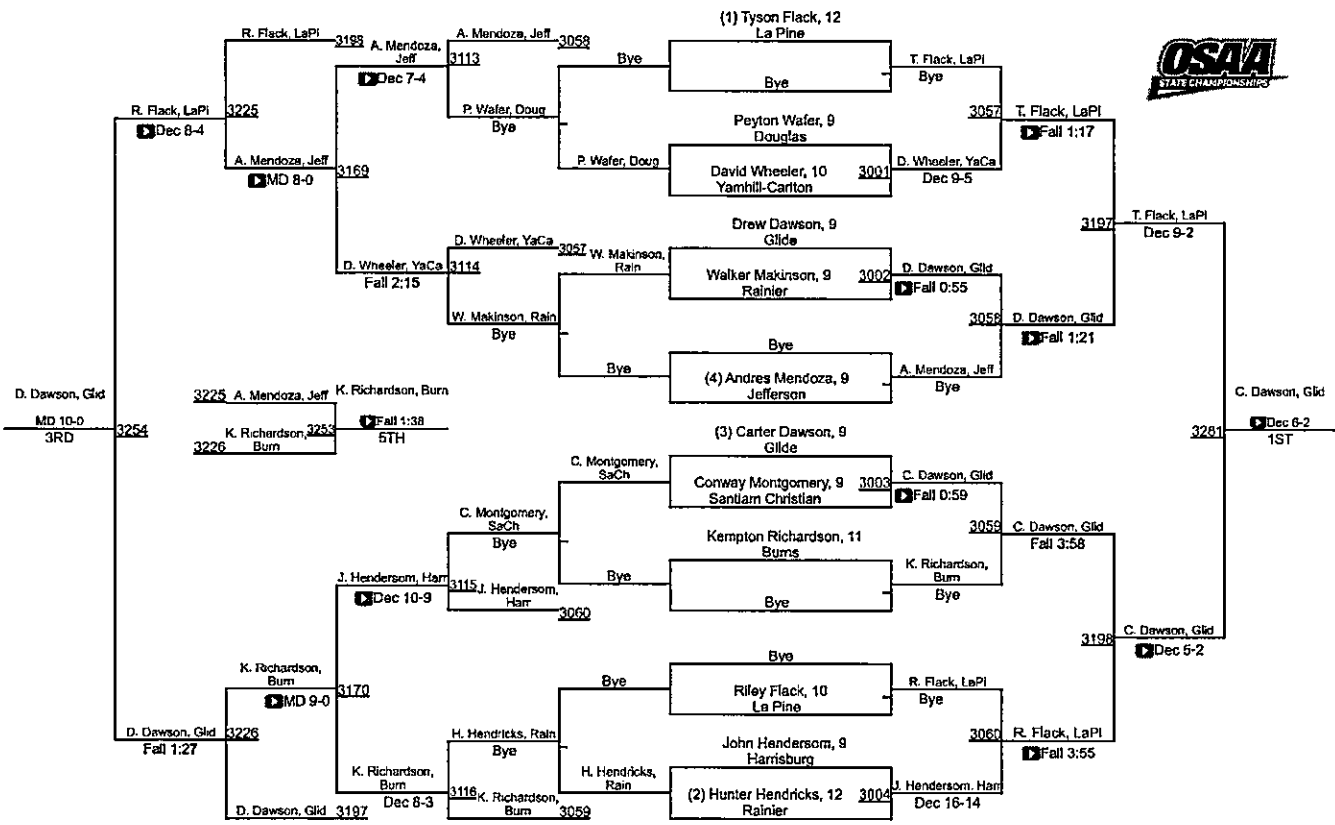 (1) Tyson Flack, 12
La Pine
Bye
Peyton Wafer, 9
Douglas
David Wheeler, 10
Yamhill-Carlton
3001
Drew Dawson, 9
Glide
Walker Makinson, 9
Rainier
3002
Bye
(4) Andres Mendoza, 9
Jefferson
(3) Carter Dawson, 9
Glide
Conway Montgomery, 9
Santiam Christian
3003
Kempton Richardson, 11
Burns
Bye
Bye
Riley Flack, 10
La Pine
John Hendersom, 9
Harrisburg
(2) Hunter Hendricks, 12
Rainier
3004
OSAA
STATE CHAMPIONSHIPS
T. Flack, LaPi
Bye
3057
D. Wheeler, YaCa
Dec 9-5
D. Dawson, Glid
Fall 0:55
3058
A. Mendoza, Jeff
Bye
C. Dawson, Glid
Fall 0:59
3059
K. Richardson,
Burn
Bye
R. Flack, LaPi
Bye
3060
J. Hendersom, Harr
Dec 16-14
T. Flack, LaPi
Fall 1:17
3197
D. Dawson, Glid
Fall 1:21
C. Dawson, Glid
Fall 3:58
3198
R. Flack, LaPi
Fall 3:55
T. Flack, LaPi
Dec 9-2
3281
C. Dawson, Glid
Dec 5-2
C. Dawson, Glid
Dec 6-2
1ST
Bye
P. Wafer, Doug
W. Makinson,
Rain
Bye
C. Montgomery,
SaCh
Bye
Bye
H. Hendricks,
Rain
A. Mendoza, Jeff
3058
3113
P. Wafer, Doug
Bye
D. Wheeler, YaCa
3057
3114
W. Makinson, Rain
Bye
C. Montgomery,
SaCh
Bye
3115
J. Hendersom,
Harr
3060
H. Hendricks, Rain
Bye
3116
K. Richardson,
Burn
3059
A. Mendoza,
Jeff
Dec 7-4
3169
D. Wheeler, YaCa
Fall 2:15
J. Hendersom, Harr
Dec 10-9
3170
K. Richardson,
Burn
Dec 8-3
R. Flack, LaPi
3198
3225
A. Mendoza, Jeff
MD 8-0
K. Richardson,
Burn
MD 9-0
3226
D. Dawson, Glid
3197
R. Flack, LaPi
Dec 8-4
3254
D. Dawson, Glid
Fall 1:27
D. Dawson, Glid
MD 10-0
3RD
3225
A. Mendoza, Jeff
3253
K. Richardson,
Burn
3226
K. Richardson, Burn
Fall 1:38
5TH